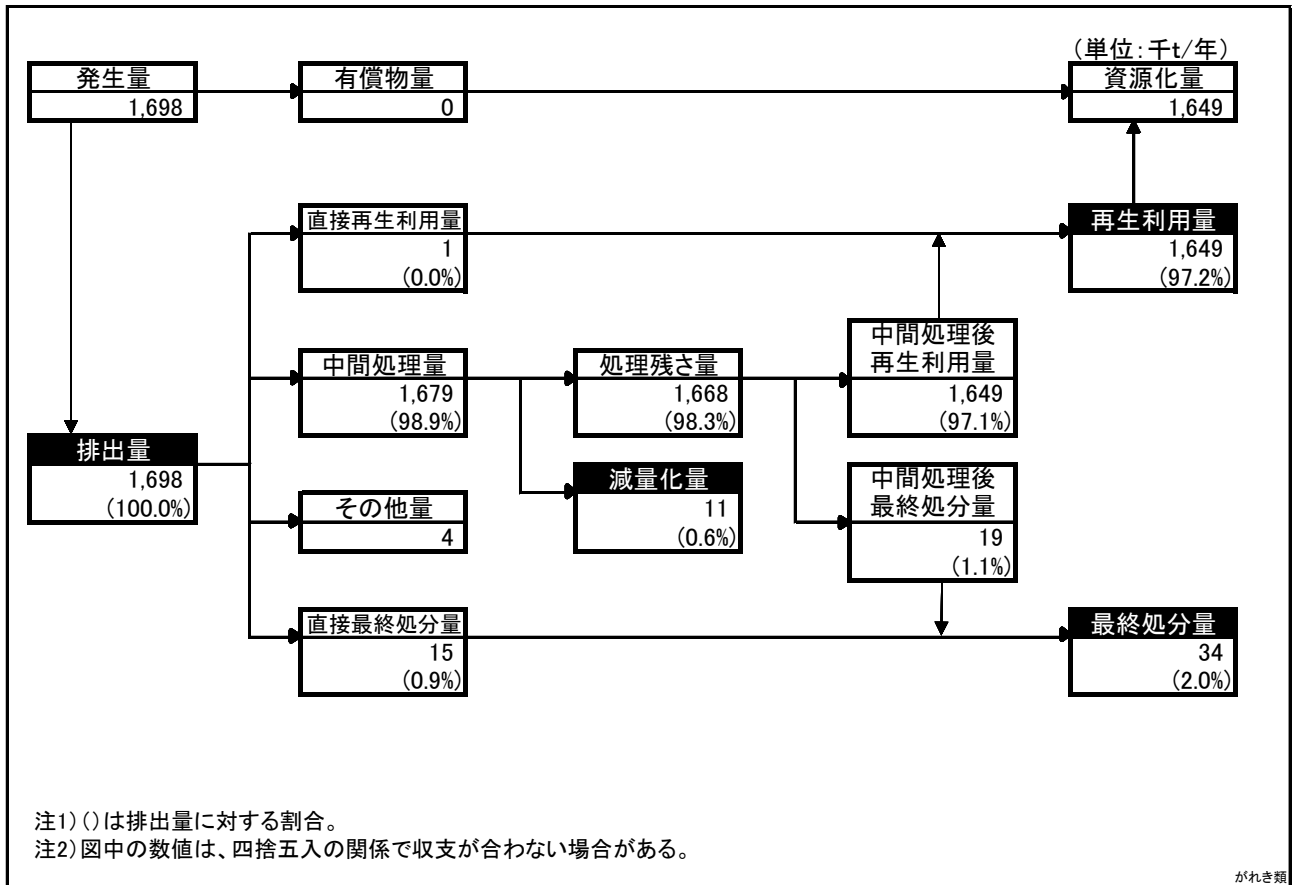 (単位:千t/年)
発生量
1,698
有償物量
0
資源化量
1,649
直接再生利用量
1
(0.0%)
再生利用量
1,649
(97.2%)
中間処理量
1,679
(98.9%)
処理残さ量
1,668
(98.3%)
中間処理後
再生利用量
1,649
(97.1%)
排出量
1,698
(100.0%)
減量化量
11
(0.6%)
中間処理後
最終処分量
19
(1.1%)
その他量
4
直接最終処分量
15
(0.9%)
最終処分量
34
(2.0%)
注1)()は排出量に対する割合。
注2)図中の数値は、四捨五入の関係で収支が合わない場合がある。
がれき類